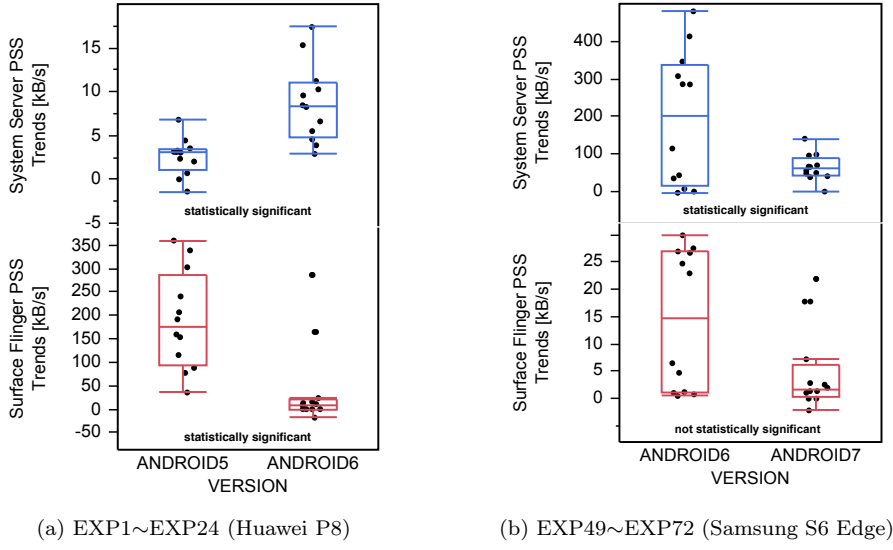 System Server PSS
Trends [kB/s]
15
10
5
0
-5
statistically significant
Surface Flinger PSS
Trends [kB/s]
350
300
250
200
150
100
50
0
-50
statistically significant
ANDROID5
ANDROID6
VERSION
(a) EXP1~EXP24 (Huawei P8)
System Server PSS
Trends [kB/s]
400
300
200
100
0
statistically significant
Surface Flinger PSS
Trends [kB/s]
25
20
15
10
5
0
not statistically significant
ANDROID6
ANDROID7
VERSION
(b) EXP49~EXP72 (Samsung S6 Edge)